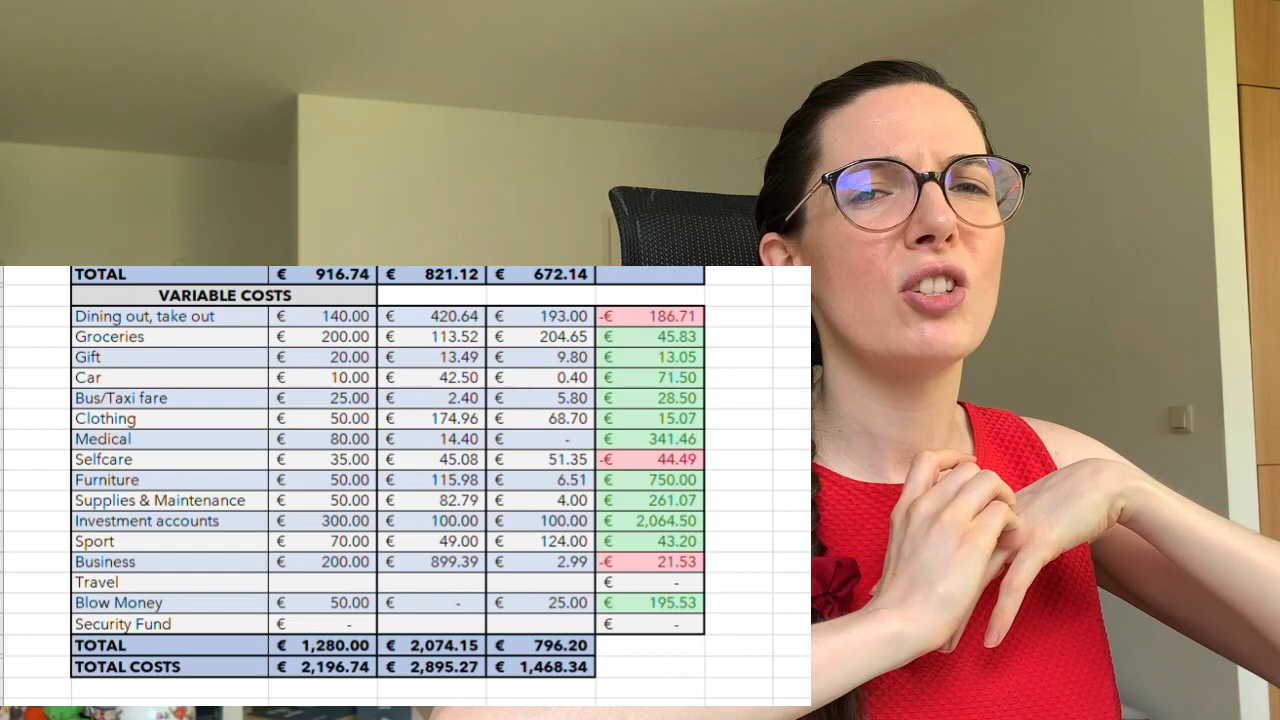 TOTAL € 916.74 € 821.12 € 672.14
VARIABLE COSTS
Dining out, take out € 140.00 € 420.64 € 193.00 -€ 186.71
Groceries € 200.00 € 113.52 € 204.65 € 45.83
Gift € 20.00 € 13.49 € 9.80 € 13.05
Car € 10.00 € 42.50 € 0.40 € 71.50
Bus/Taxi fare € 25.00 € 2.40 € 5.80 € 28.50
Clothing € 50.00 € 174.96 € 68.70 € 15.07
Medical € 80.00 € 14.40 € - € 341.46
Selfcare € 35.00 € 45.08 € 51.35 -€ 44.49
Furniture € 50.00 € 115.98 € 6.51 € 750.00
Supplies & Maintenance € 50.00 € 82.79 € 4.00 € 261.07
Investment accounts € 300.00 € 100.00 € 100.00 € 2,064.50
Sport € 70.00 € 49.00 € 124.00 € 43.20
Business € 200.00 € 899.39 € 2.99 -€ 21.53
Travel € -
Blow Money € 50.00 € - € 25.00 € 195.53
Security Fund € - € -
TOTAL € 1,280.00 € 2,074.15 € 796.20
TOTAL COSTS € 2,196.74 € 2,895.27 € 1,468.34